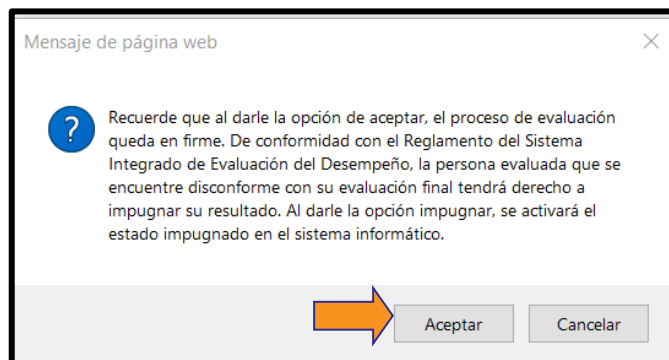 Mensaje de página web
Recuerde que al darle la opción de aceptar, el proceso de evaluación
queda en firme. De conformidad con el Reglamento del Sistema
Integrado de Evaluación del Desempeño, la persona evaluada que se
encuentre disconforme con su evaluación final tendrá derecho a
impugnar su resultado. Al darle la opción impugnar, se activará el
estado impugnado en el sistema informático.
Aceptar Cancelar